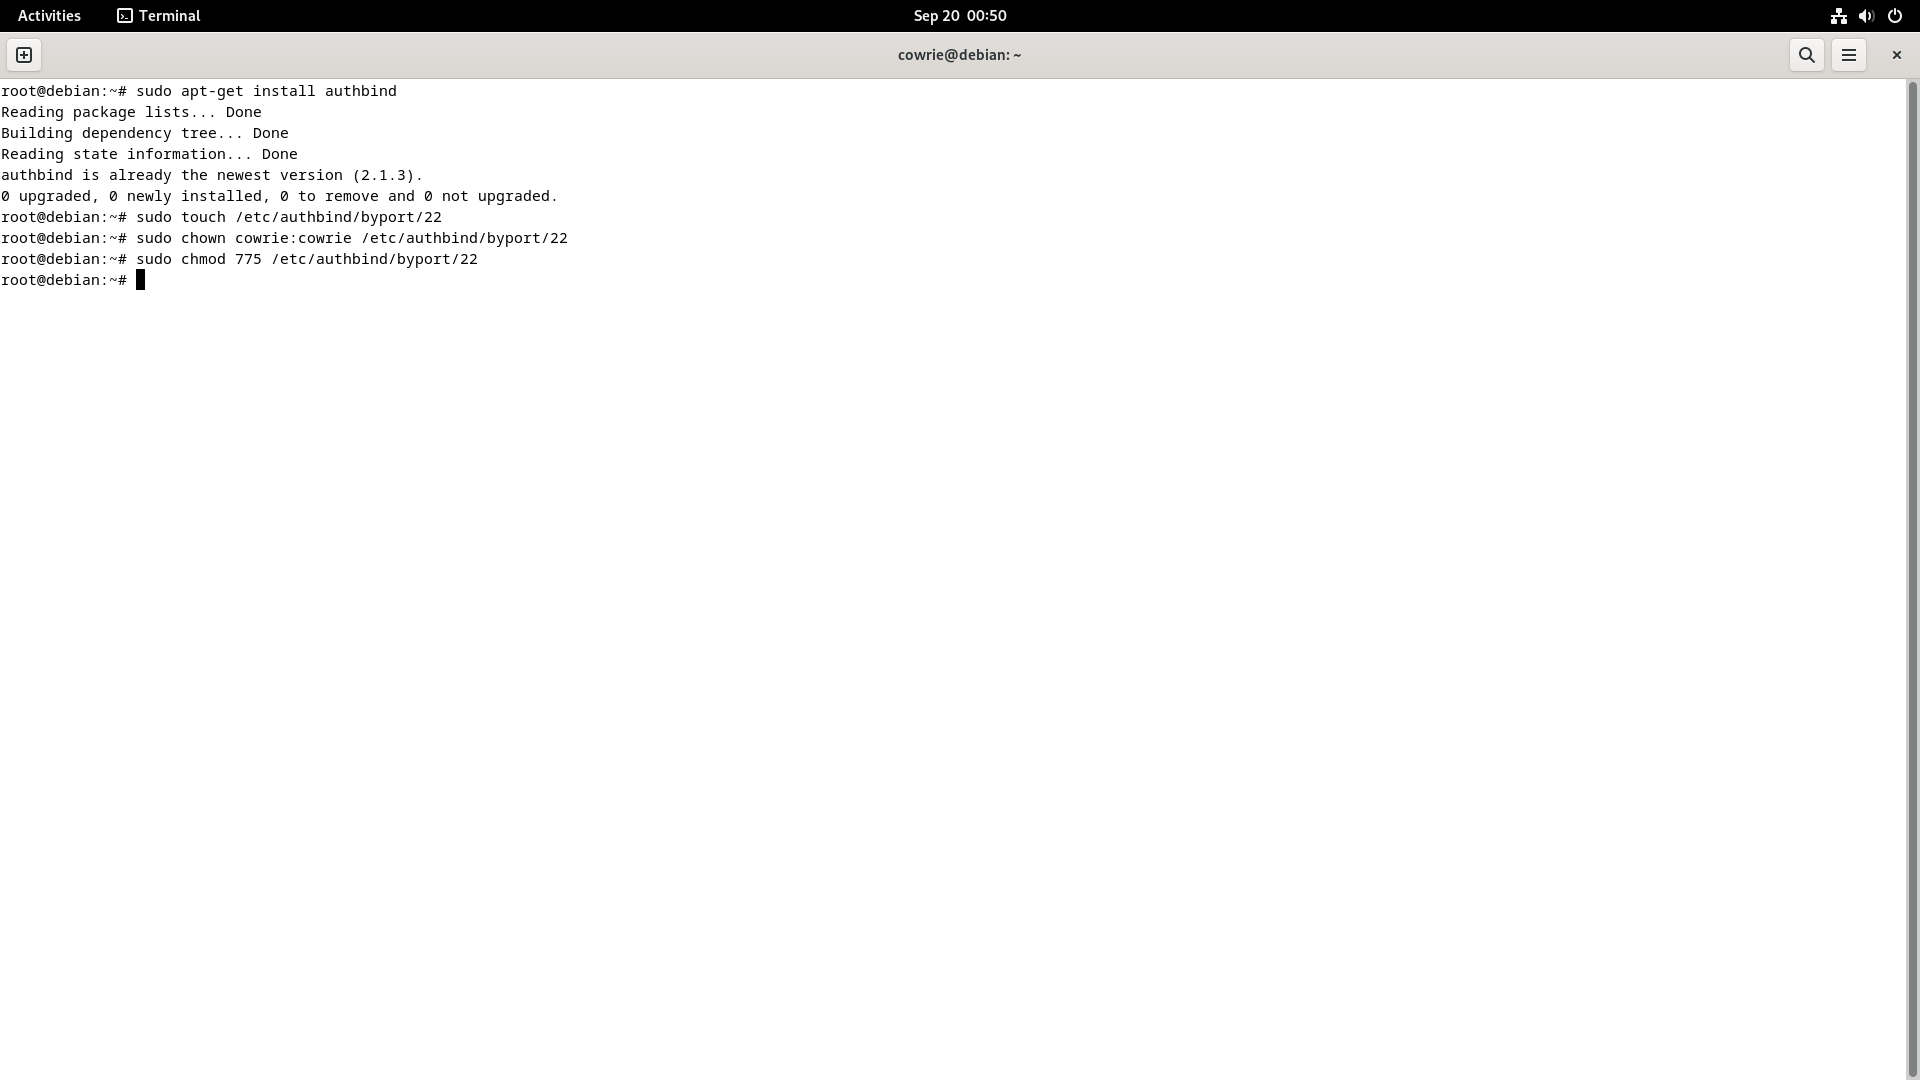 Activities Terminal Sep 20 00:50
cowrie@debian: ~
root@debian:~# sudo apt-get install authbind
Reading package lists... Done
Building dependency tree... Done
Reading state information... Done
authbind is already the newest version (2.1.3).
0 upgraded, 0 newly installed, 0 to remove and 0 not upgraded.
root@debian:~# sudo touch /etc/authbind/byport/22
root@debian:~# sudo chown cowrie:cowrie /etc/authbind/byport/22
root@debian:~# sudo chmod 775 /etc/authbind/byport/22
root@debian:~#